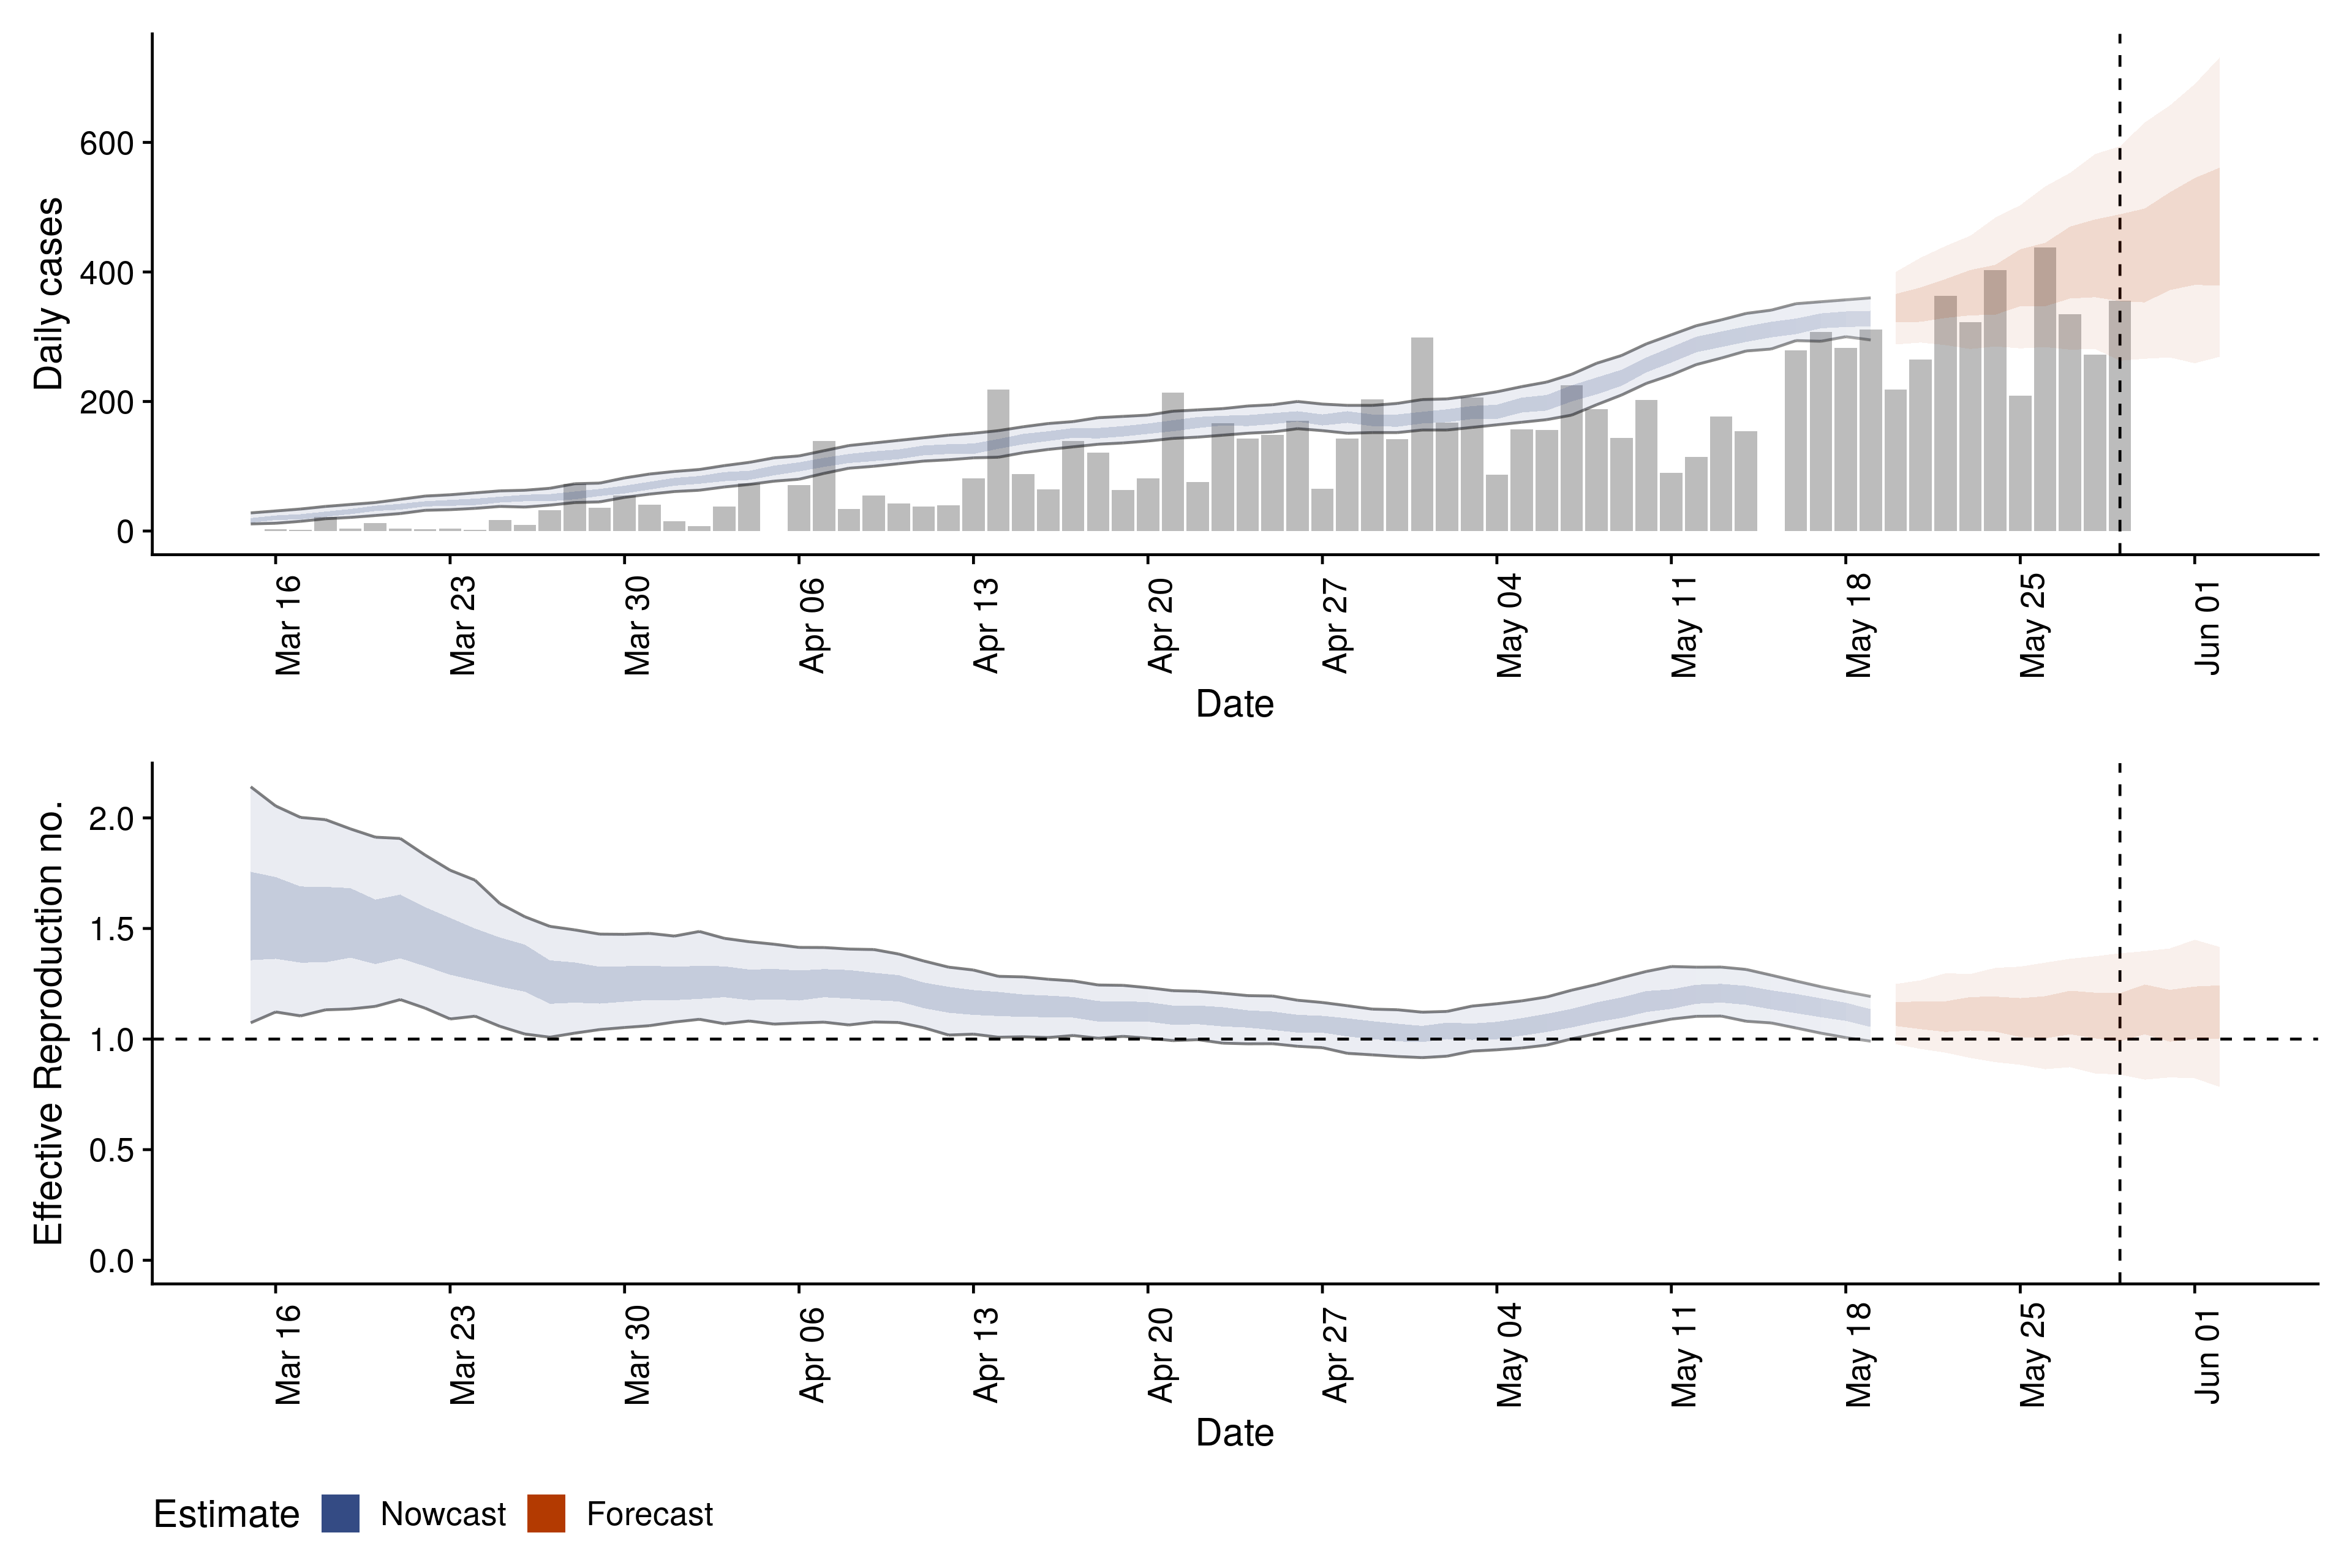 600
400
200
0
Daily cases
Mar 16 Mar 23 Mar 30 Apr 06 Apr 13 Apr 20 Apr 27 May 04 May 11 May 18 May 25 Jun 01
Date
2.0
1.5
1.0
0.5
0.0
Effective Reproduction no.
Mar 16 Mar 23 Mar 30 Apr 06 Apr 13 Apr 20 Apr 27 May 04 May 11 May 18 May 25 Jun 01
Date
Estimate Nowcast Forecast